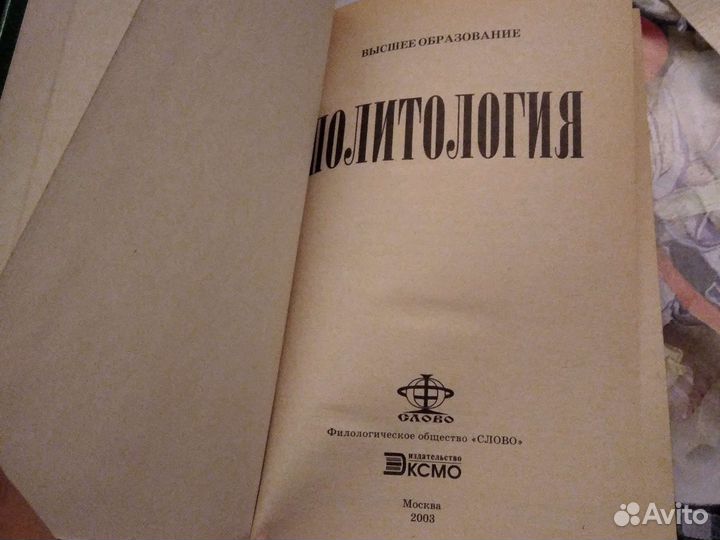 ВЫСШЕЕ ОБРАЗОВАНИЕ
ПОЛИТОЛОГИЯ
СЛОВО
Филологическое общество «СЛОВО»
издательство
ЭКСМО
Москва
2003
Avito